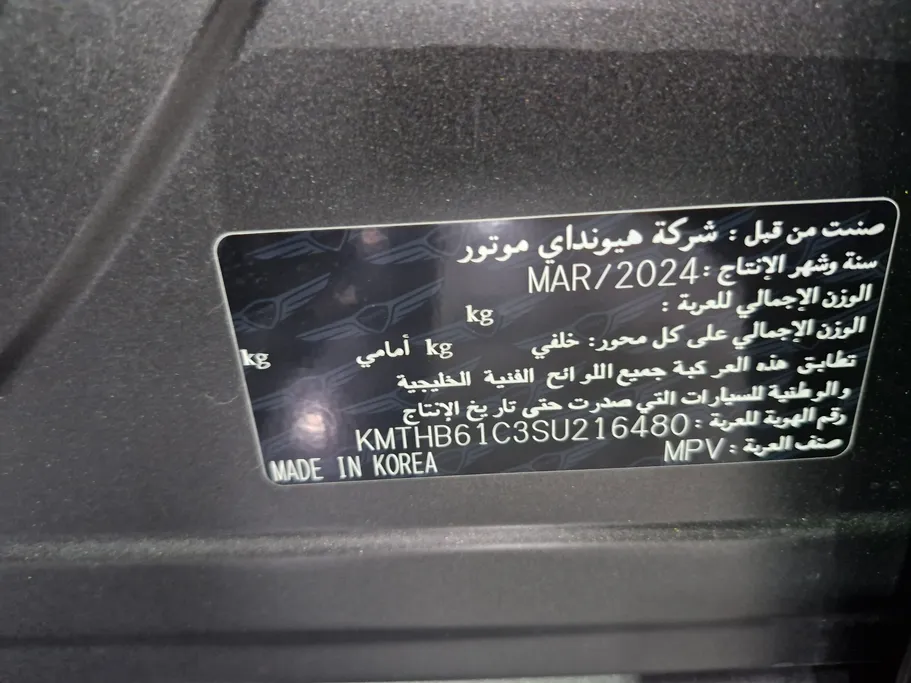 صنعت من قبل : شركة هيونداي موتور
سنة وشهر الإنتاج : MAR/2024
الوزن الإجمالي للعربة : kg
الوزن الإجمالي على كل محور: خلفي kg أمامي kg
تطابق هذه المركبة جميع اللوائح الفنية الخليجية
والوطنية للسيارات التي صدرت حتى تاريخ الإنتاج
رقم الهوية للعربة : KMTHB61C3SU216480
صنف العربة : MPV
MADE IN KOREA